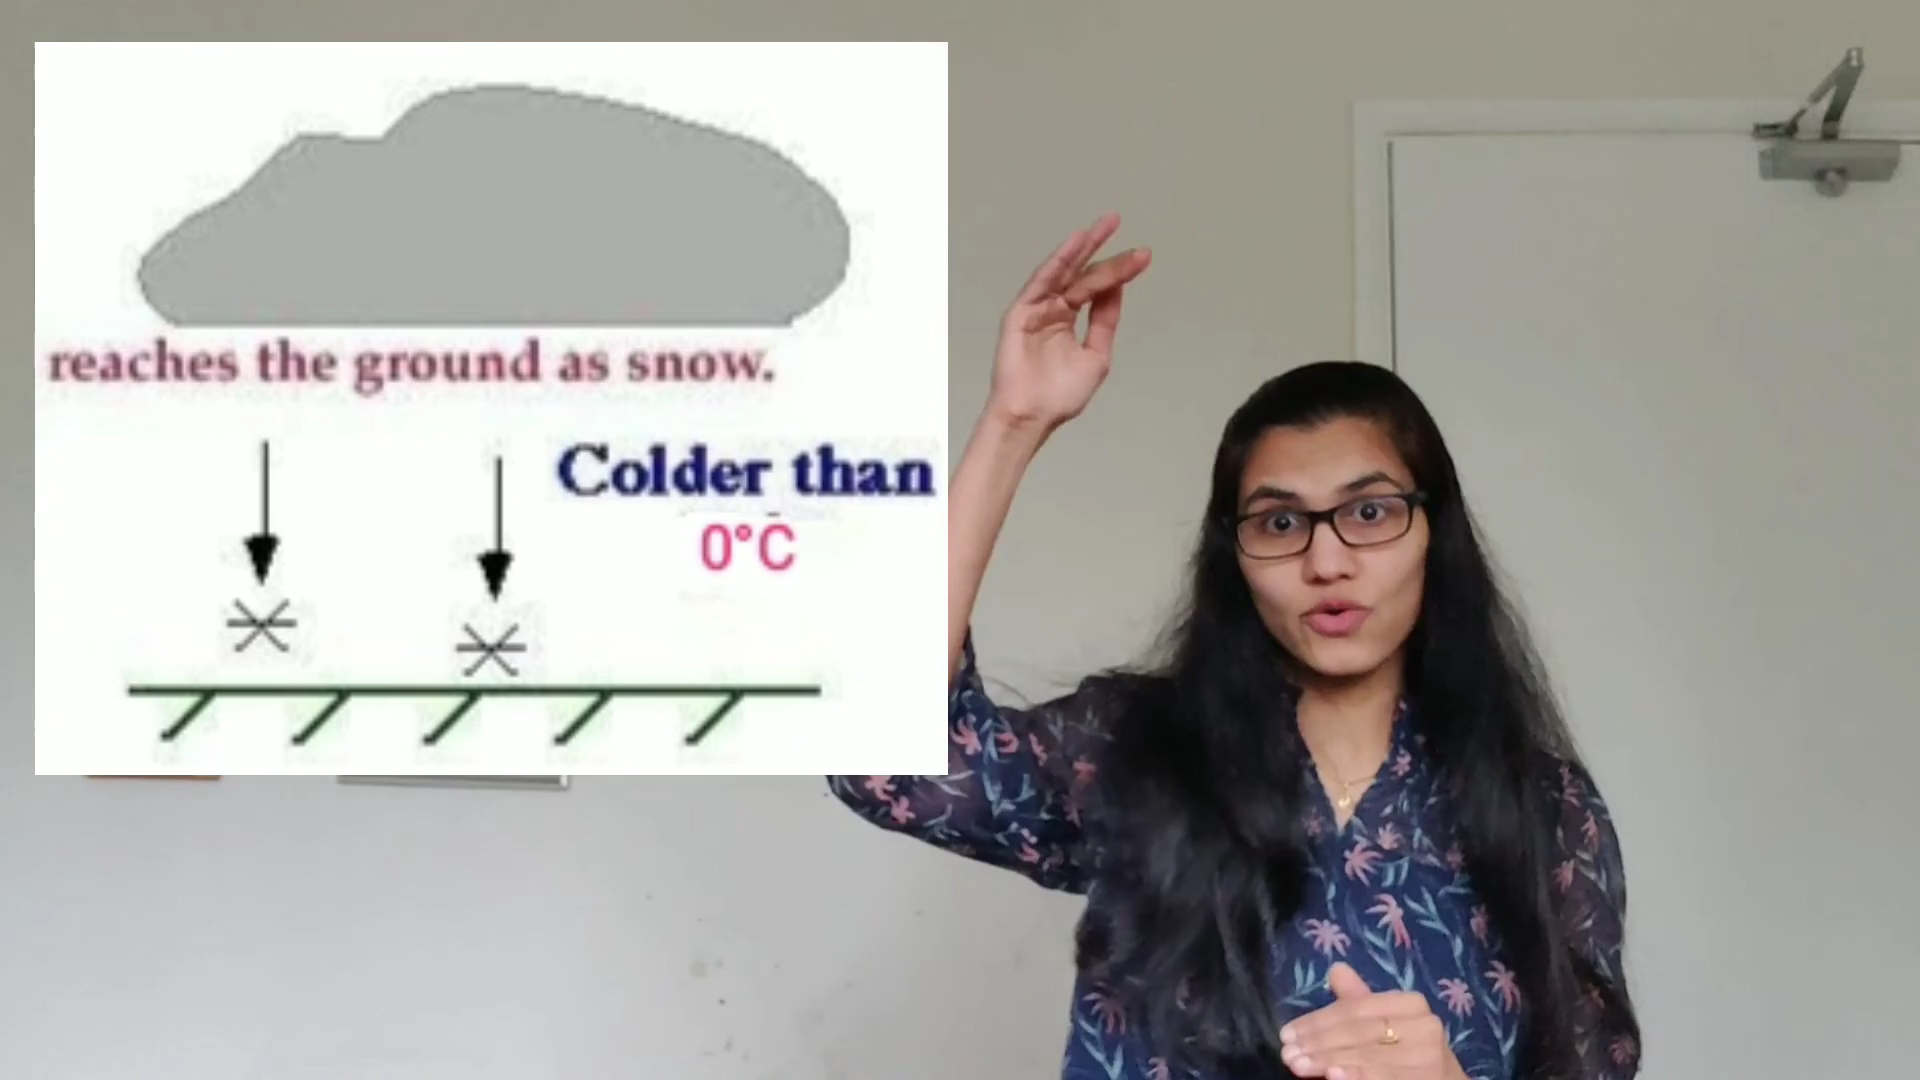 reaches the ground as snow.
Colder than
0°C